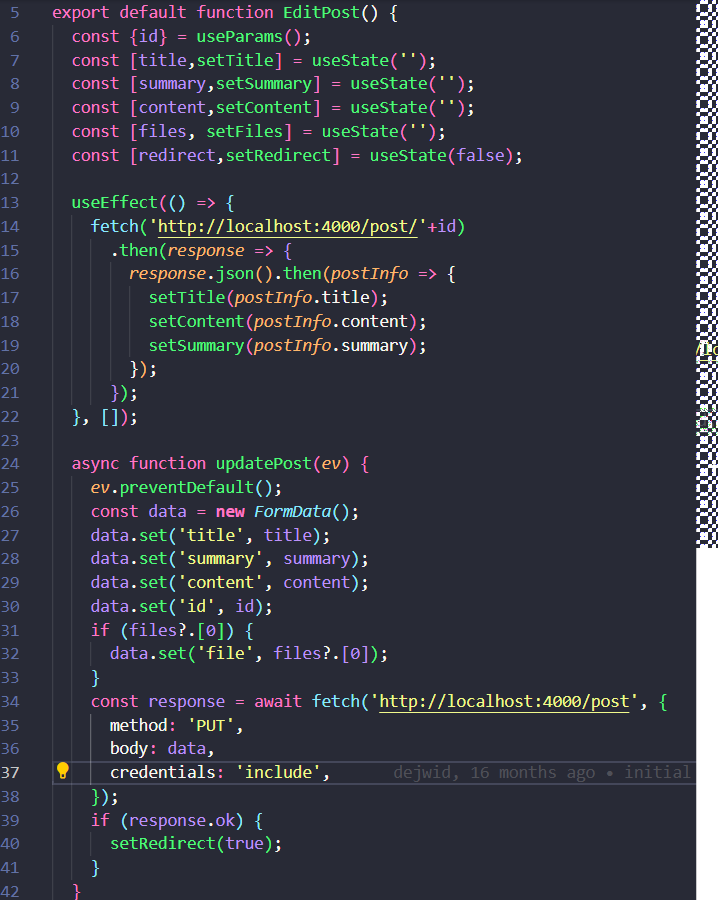 5 export default function EditPost() {
6   const {id} = useParams();
7   const [title,setTitle] = useState('');
8   const [summary,setSummary] = useState('');
9   const [content,setContent] = useState('');
10   const [files, setFiles] = useState('');
11   const [redirect,setRedirect] = useState(false);
12
13   useEffect(() => {
14     fetch('http://localhost:4000/post/'+id)
15       .then(response => {
16         response.json().then(postInfo => {
17           setTitle(postInfo.title);
18           setContent(postInfo.content);
19           setSummary(postInfo.summary);
20         });
21       });
22   }, []);
23
24   async function updatePost(ev) {
25     ev.preventDefault();
26     const data = new FormData();
27     data.set('title', title);
28     data.set('summary', summary);
29     data.set('content', content);
30     data.set('id', id);
31     if (files?.[0]) {
32       data.set('file', files?.[0]);
33     }
34     const response = await fetch('http://localhost:4000/post', {
35       method: 'PUT',
36       body: data,
37       credentials: 'include', dejwid, 16 months ago • initial
38     });
39     if (response.ok) {
40       setRedirect(true);
41     }
42   }